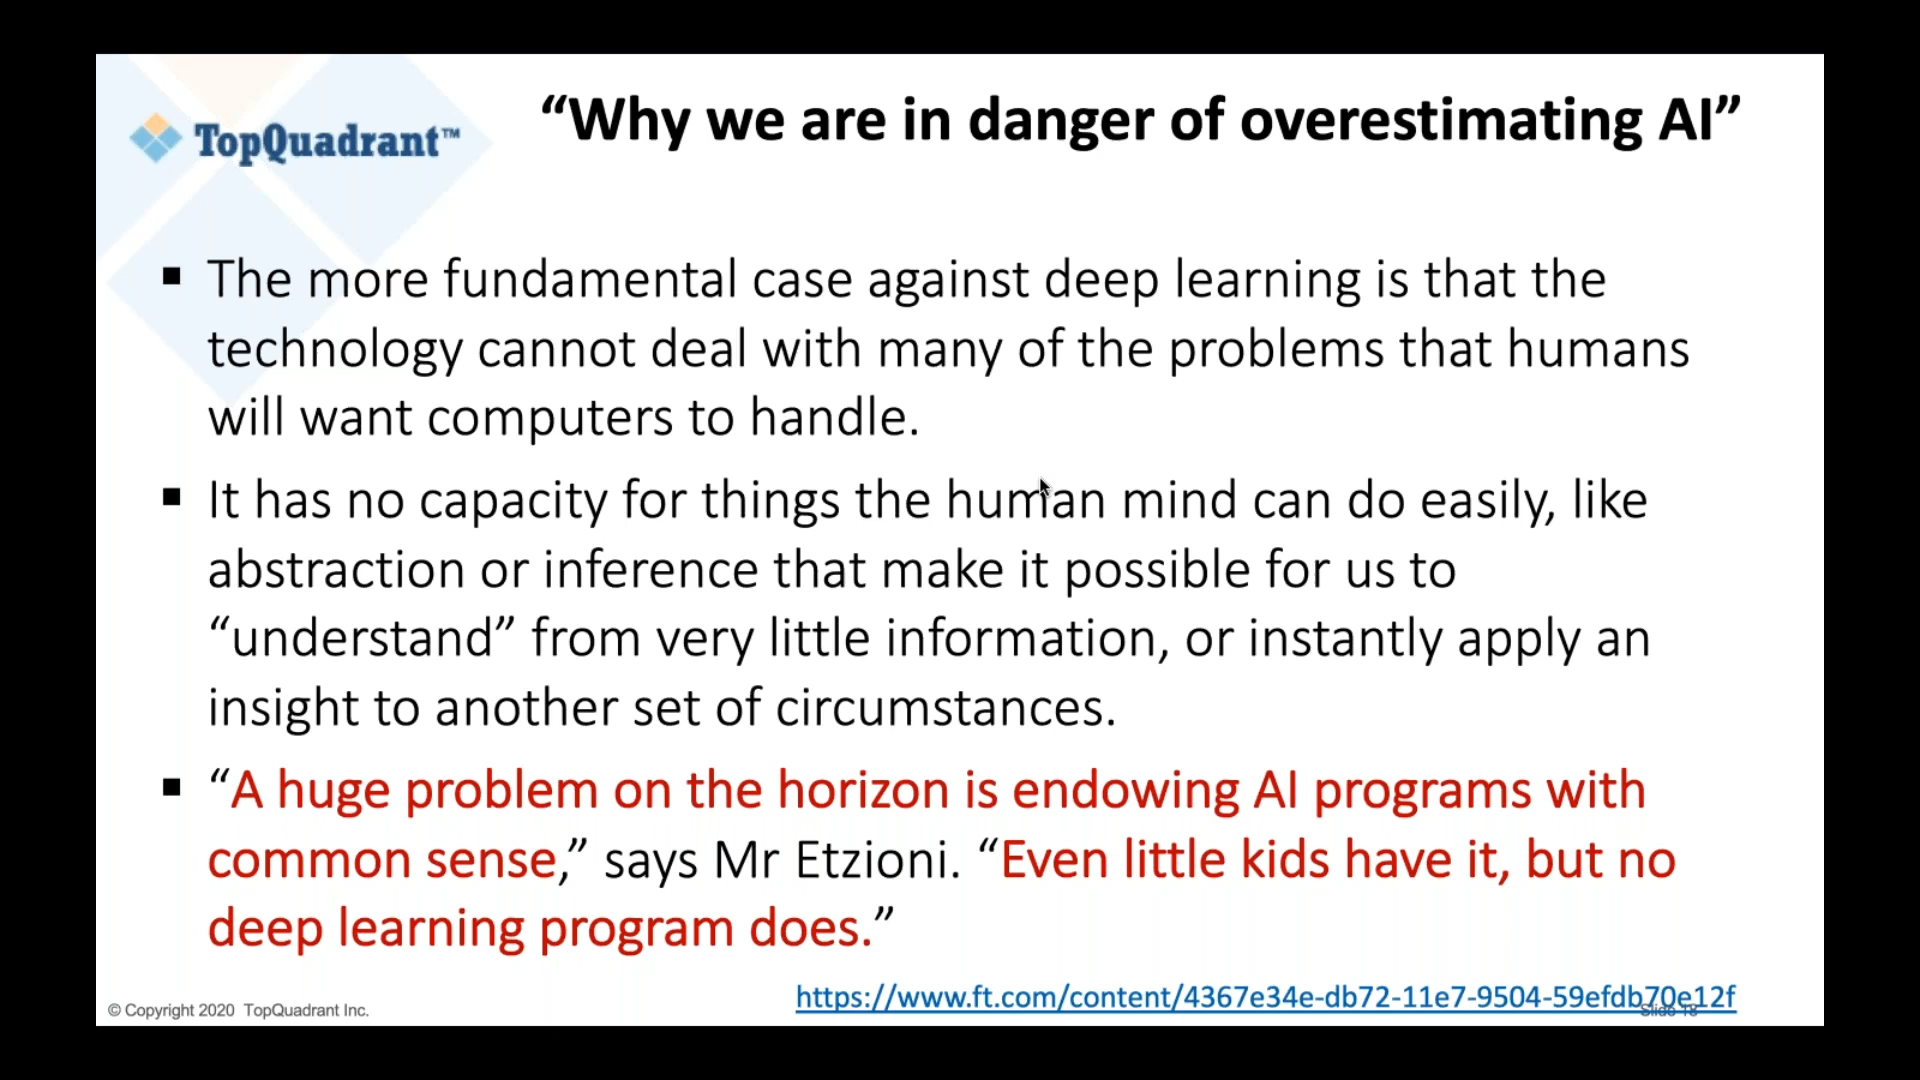 TopQuadrant™
“Why we are in danger of overestimating AI”
▪ The more fundamental case against deep learning is that the
technology cannot deal with many of the problems that humans
will want computers to handle.
▪ It has no capacity for things the human mind can do easily, like
abstraction or inference that make it possible for us to
“understand” from very little information, or instantly apply an
insight to another set of circumstances.
▪ “A huge problem on the horizon is endowing AI programs with
common sense,” says Mr Etzioni. “Even little kids have it, but no
deep learning program does.”
https://www.ft.com/content/4367e34e-db72-11e7-9504-59efdb70e12f
© Copyright 2020 TopQuadrant Inc.
Slide 18